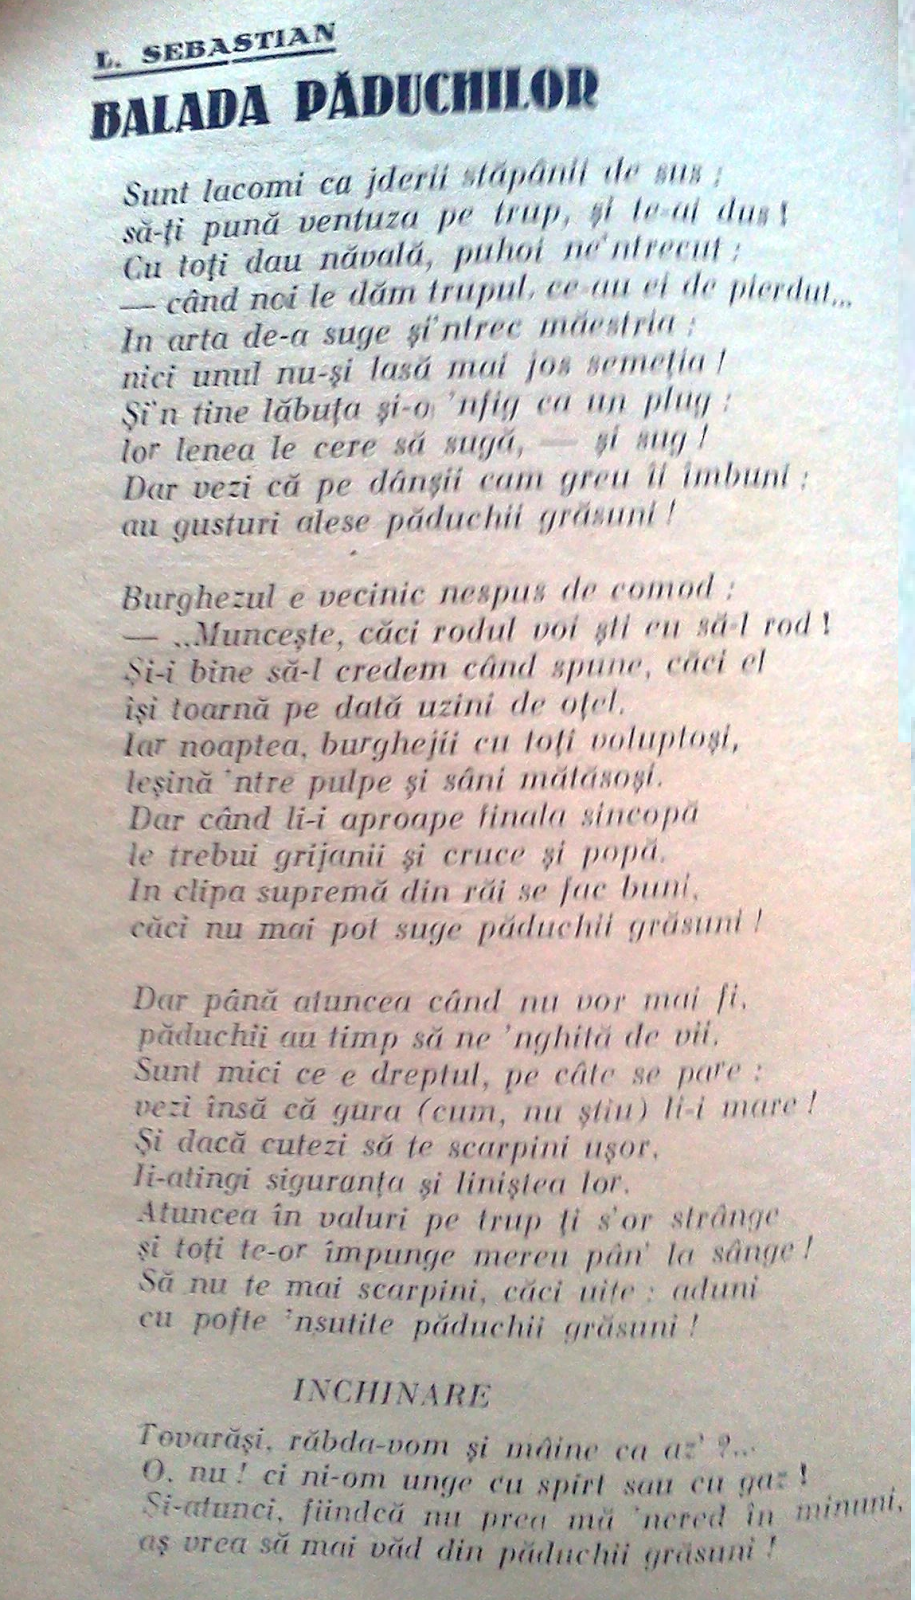 L. SEBASTIAN
BALADA PĂDUCHILOR
Sunt lacomi ca jderii stăpânii de sus ;
să-ți pună ventuza pe trup, și te-ai dus !
Cu toți dau năvală, puhoi ne'ntrecut ;
— când noi le dăm trupul, ce-au ei de pierdut...
In arta de-a suge și'ntrec măestria ;
nici unul nu-și lasă mai jos semeția !
Și'n tine lăbuța și-o 'nfig ca un plug ;
lor lenea le cere să sugă, — și sug !
Dar vezi că pe dânșii cam greu îi îmbuni ;
au gusturi alese păduchii grăsuni !
Burghezul e vecinic nespus de comod ;
— „Muncește, căci rodul voi ști eu să-l rod !
Și-i bine să-l credem când spune, căci el
iși toarnă pe dată uzini de oțel.
Iar noaptea, burghejii cu toți voluptoși,
leșină 'ntre pulpe și sâni mătăsoși.
Dar când li-i aproape finala sincopă
le trebui grijanii și cruce și popă.
In clipa supremă din răi se fac buni,
căci nu mai pot suge păduchii grăsuni !
Dar până atuncea când nu vor mai fi,
păduchii au timp să ne 'nghită de vii.
Sunt mici ce e dreptul, pe câte se pare ;
vezi însă că gura (cum, nu știu) li-i mare !
Și dacă cutezi să te scarpini ușor,
li-atingi siguranța și liniștea lor.
Atuncea în valuri pe trup ți s'or strânge
și toți te-or împunge mereu pân' la sânge !
Să nu te mai scarpini, căci uite : aduni
cu pofte 'nsutite păduchii grăsuni !
INCHINARE
Tovarăși, răbda-vom și mâine ca az' ?...
O, nu ! ci ni-om unge cu spirt sau cu gaz !
Si-atunci, fiindcă nu prea mă 'ncred în minuni,
aș vrea să mai văd din păduchii grăsuni !